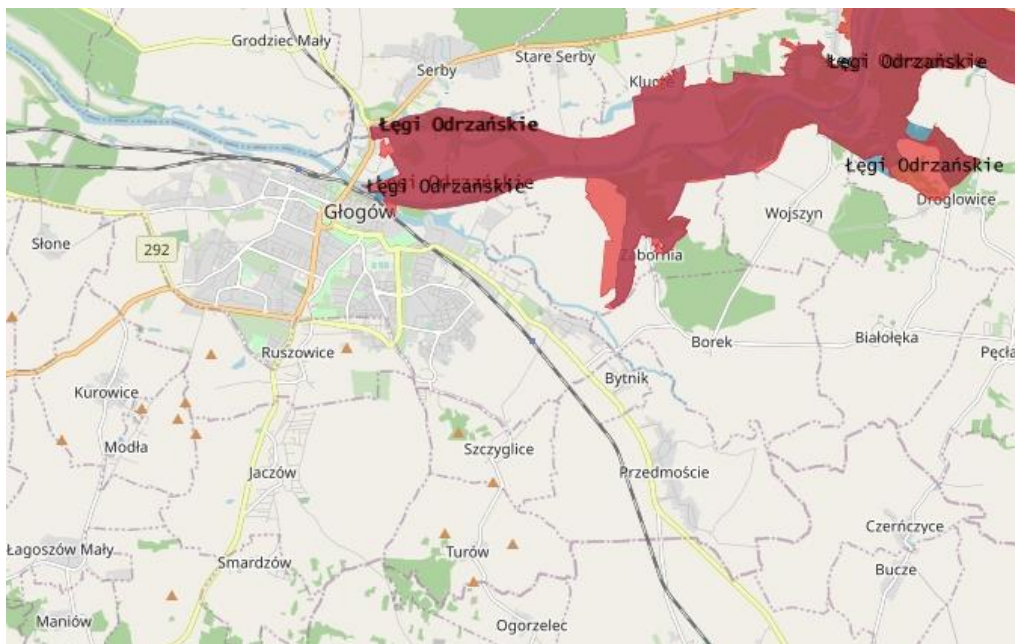 Grodziec Mały
Stare Serby
Serby
Klucze
Łęgi Odrzańskie
Łęgi Odrzańskie
Łęgi Odrzańskie
Łęgi Odrzańskie
Głogów
Wojszyn
Droglowice
Słone
292
Zabornia
Borek
Białołęka
Pęcła
Ruszowice
Bytnik
Kurowice
Modła
Szczyglice
Jaczów
Przedmoście
Czerńczyce
Łagoszów Mały
Turów
Smardzów
Bucze
Maniów
Ogorzelec